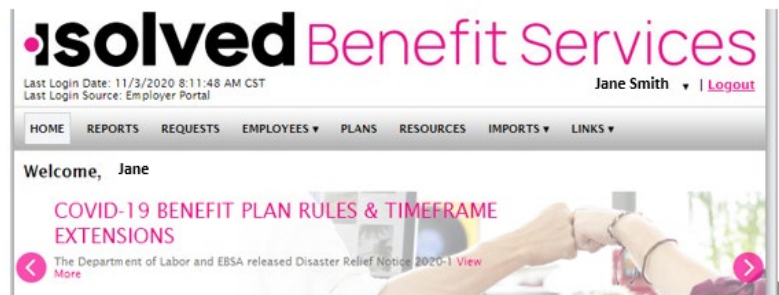 isolved Benefit Services
Last Login Date: 11/3/2020 8:11:48 AM CST
Last Login Source: Employer Portal
Jane Smith ▼ | Logout
HOME REPORTS REQUESTS EMPLOYEES ▼ PLANS RESOURCES IMPORTS ▼ LINKS ▼
Welcome, Jane
COVID-19 BENEFIT PLAN RULES & TIMEFRAME
EXTENSIONS
The Department of Labor and EBSA released Disaster Relief Notice 2020-1 View
More